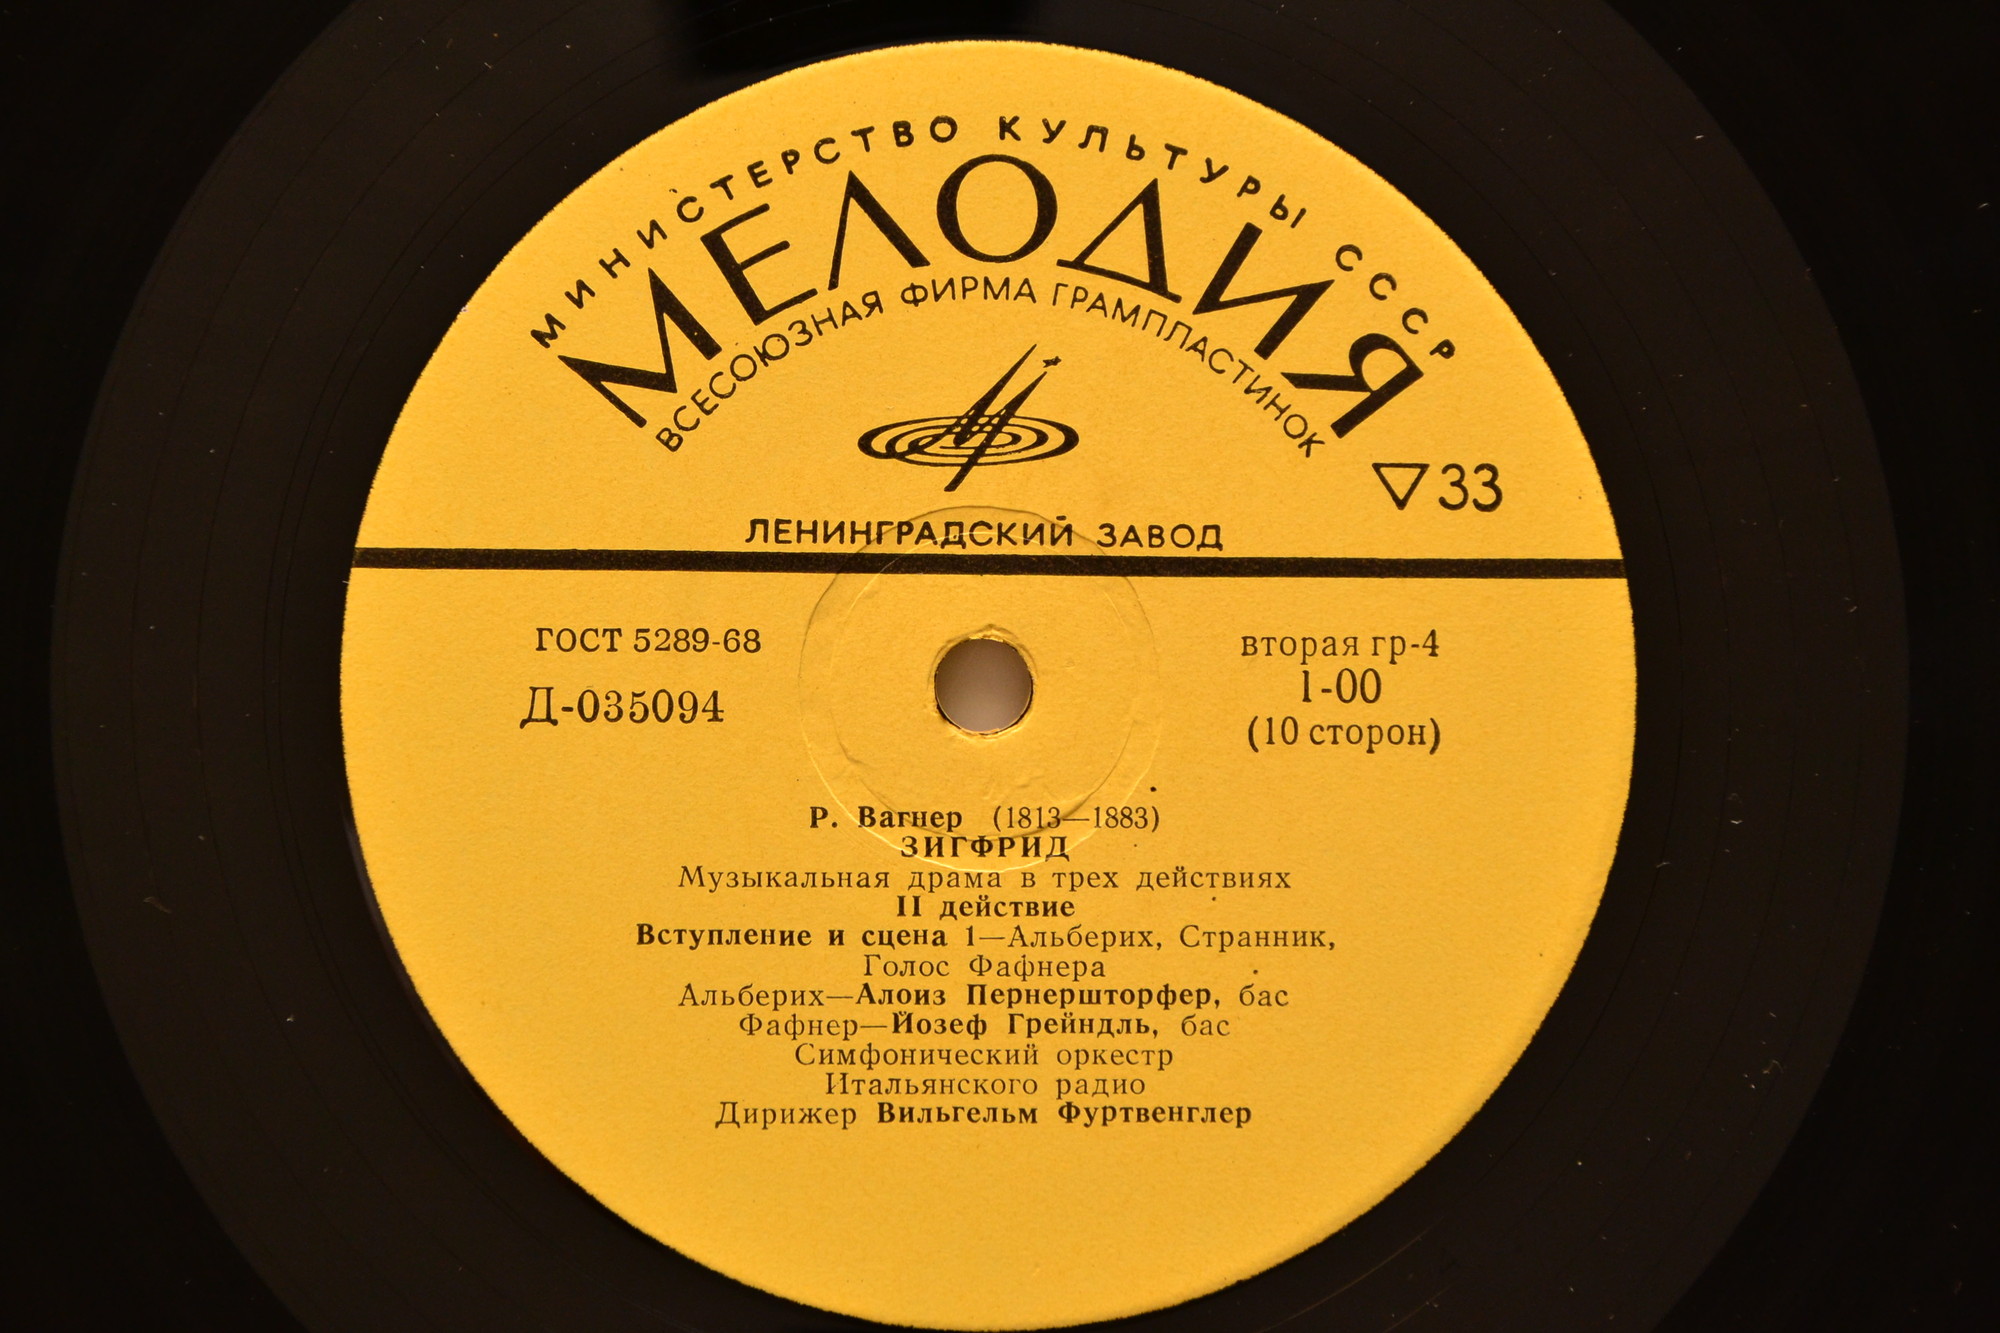 МИНИСТЕРСТВО КУЛЬТУРЫ СССР
МЕЛОДИЯ
ВСЕСОЮЗНАЯ ФИРМА ГРАМПЛАСТИНОК
▽33
ЛЕНИНГРАДСКИЙ ЗАВОД
ГОСТ 5289-68
Д-035094
вторая гр-4
1-00
(10 сторон)
Р. Вагнер (1813—1883)
ЗИГФРИД
Музыкальная драма в трех действиях
II действие
Вступление и сцена 1—Альберих, Странник,
Голос Фафнера
Альберих—Алоиз Пернершторфер, бас
Фафнер—Йозеф Грейндль, бас
Симфонический оркестр
Итальянского радио
Дирижер Вильгельм Фуртвенглер